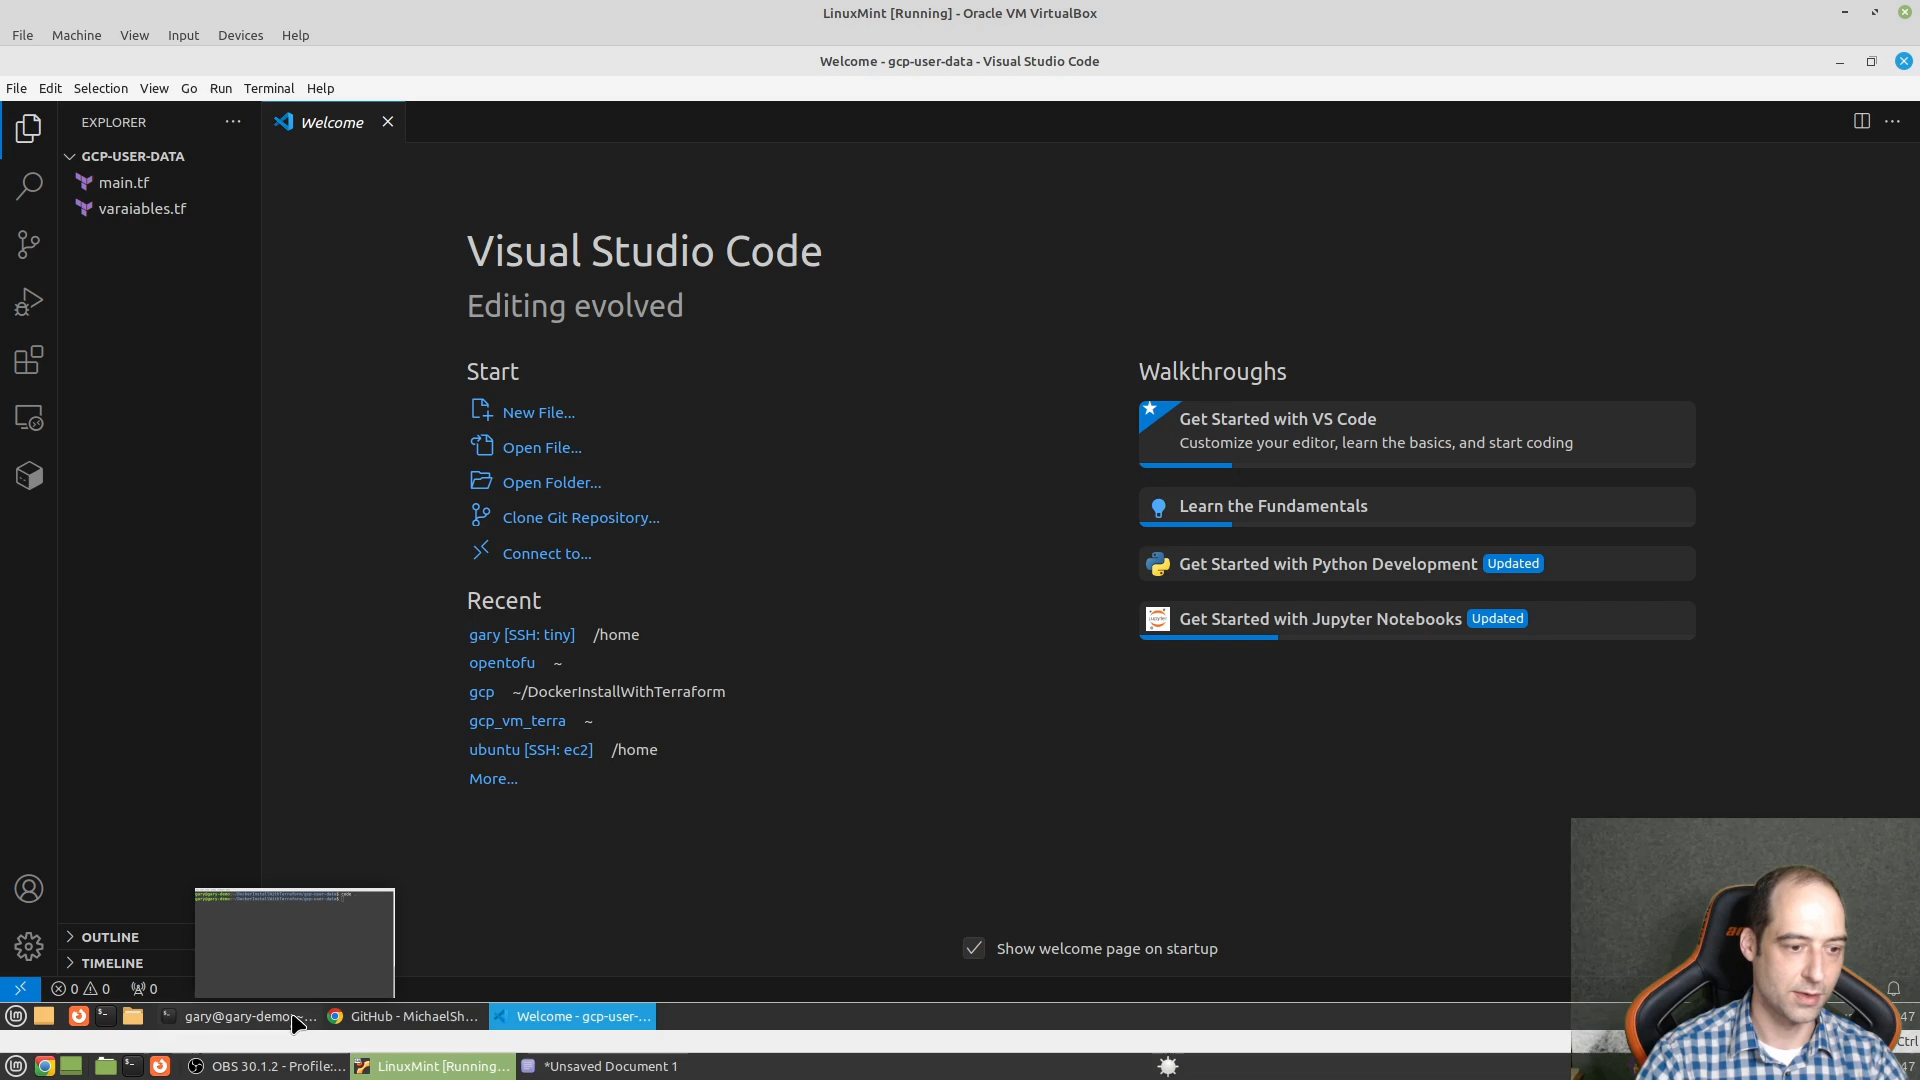 LinuxMint [Running] - Oracle VM VirtualBox
File Machine View Input Devices Help
Welcome - gcp-user-data - Visual Studio Code
File Edit Selection View Go Run Terminal Help
EXPLORER
Welcome
GCP-USER-DATA
main.tf
varaiables.tf
Visual Studio Code
Editing evolved
Start
New File...
Open File...
Open Folder...
Clone Git Repository...
Connect to...
Recent
gary [SSH: tiny] /home
opentofu ~
gcp ~/DockerInstallWithTerraform
gcp_vm_terra ~
ubuntu [SSH: ec2] /home
More...
Walkthroughs
Get Started with VS Code
Customize your editor, learn the basics, and start coding
Learn the Fundamentals
Get Started with Python Development Updated
Get Started with Jupyter Notebooks Updated
OUTLINE
TIMELINE
Show welcome page on startup
0 0 0
gary@gary-demo: ~... GitHub - MichaelSh... Welcome - gcp-user-... 47
Ctrl
OBS 30.1.2 - Profile:... LinuxMint [Running... *Unsaved Document 1 47